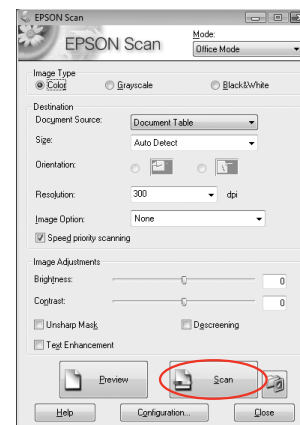 EPSON Scan
EPSON Scan
Mode:
Office Mode
Image Type
Color Grayscale Black&White
Destination
Document Source: Document Table
Size: Auto Detect
Orientation:
Resolution: 300 dpi
Image Option: None
Speed priority scanning
Image Adjustments
Brightness: 0
Contrast: 0
Unsharp Mask Descreening
Text Enhancement
Preview Scan
Help Configuration... Close